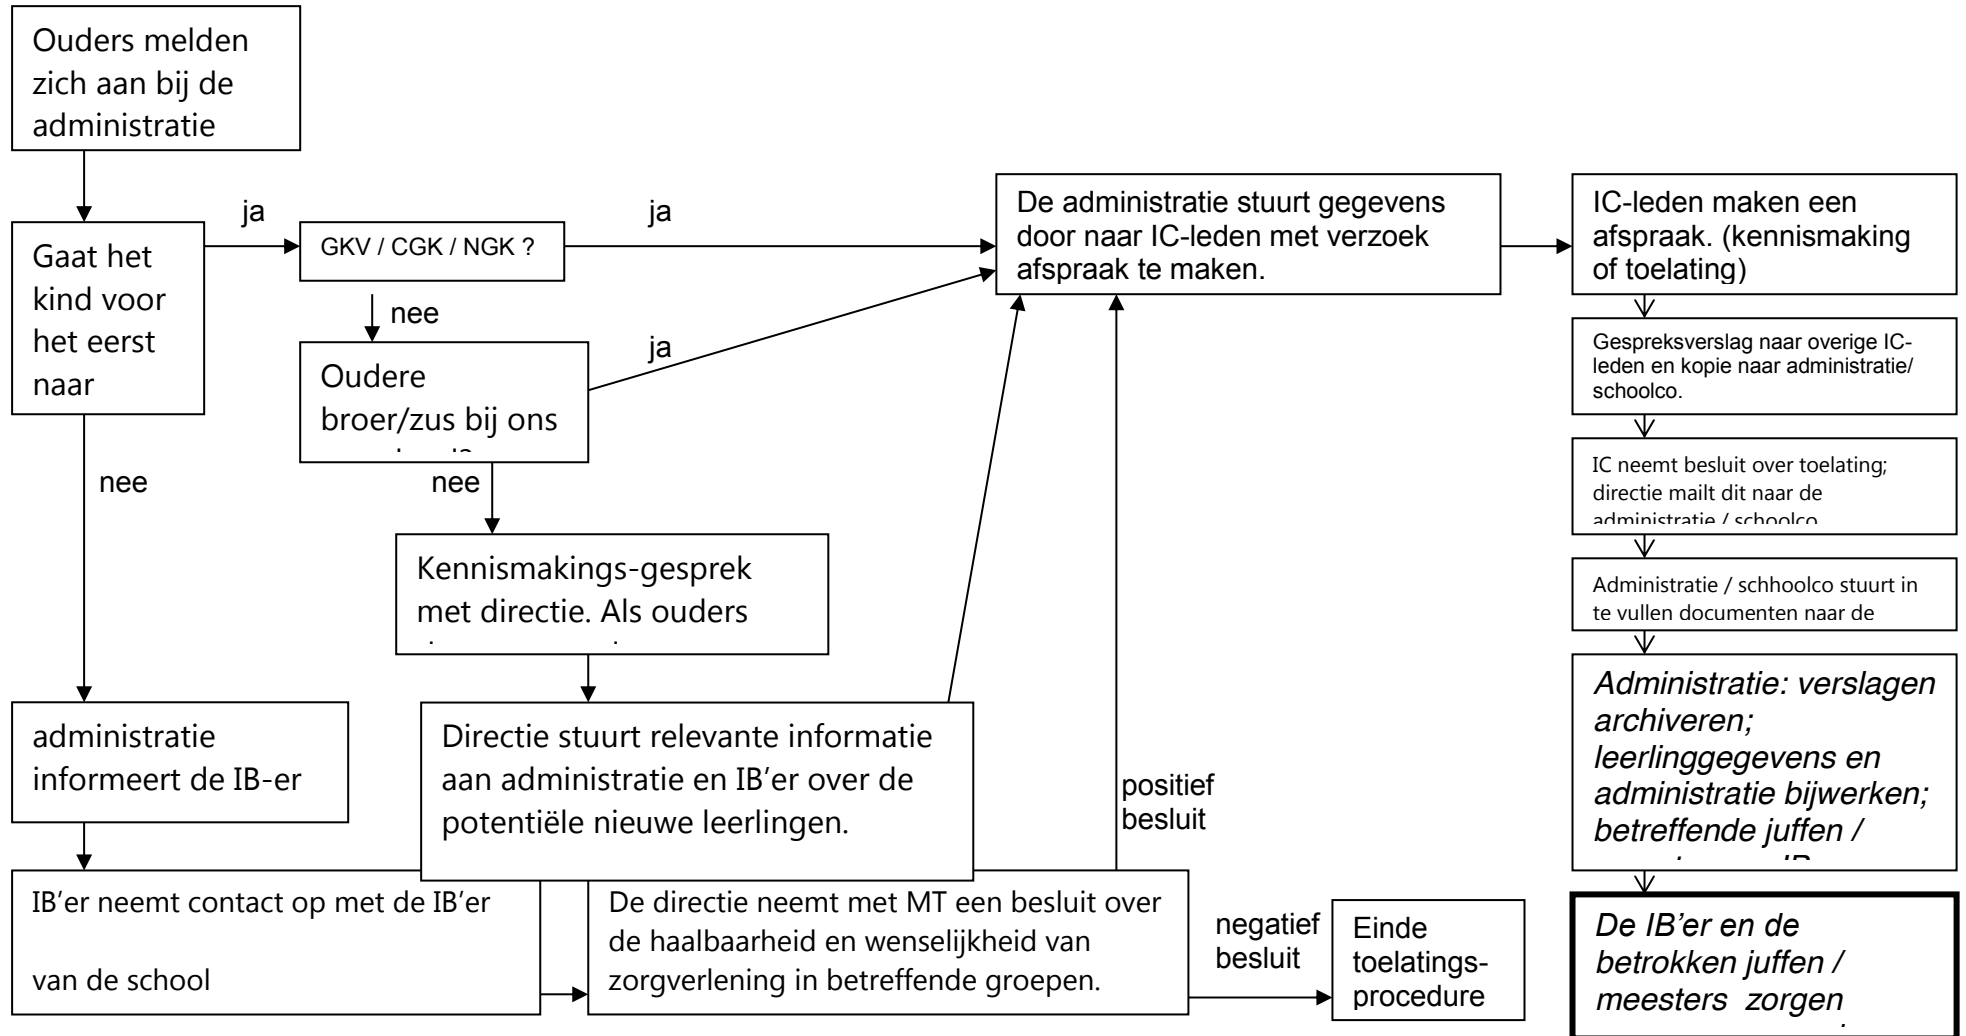 Ouders melden
zich aan bij de
administratie
Gaat het
kind voor
het eerst
naar
ja
GKV / CGK / NGK ?
ja
nee
Oudere
broer/zus bij ons
ja
nee
nee
Kennismakings-gesprek
met directie. Als ouders
administratie
informeert de IB-er
Directie stuurt relevante informatie
aan administratie en IB’er over de
potentiële nieuwe leerlingen.
IB’er neemt contact op met de IB’er
van de school
De directie neemt met MT een besluit over
de haalbaarheid en wenselijkheid van
zorgverlening in betreffende groepen.
positief
besluit
negatief
besluit
Einde
toelatings-
procedure
De administratie stuurt gegevens
door naar IC-leden met verzoek
afspraak te maken.
IC-leden maken een
afspraak. (kennismaking
of toelating)
Gespreksverslag naar overige IC-
leden en kopie naar administratie/
schoolco.
IC neemt besluit over toelating;
directie mailt dit naar de
administratie / schoolco
Administratie / schhoolco stuurt in
te vullen documenten naar de
Administratie: verslagen
archiveren;
leerlinggegevens en
administratie bijwerken;
betreffende juffen /
De IB’er en de
betrokken juffen /
meesters zorgen